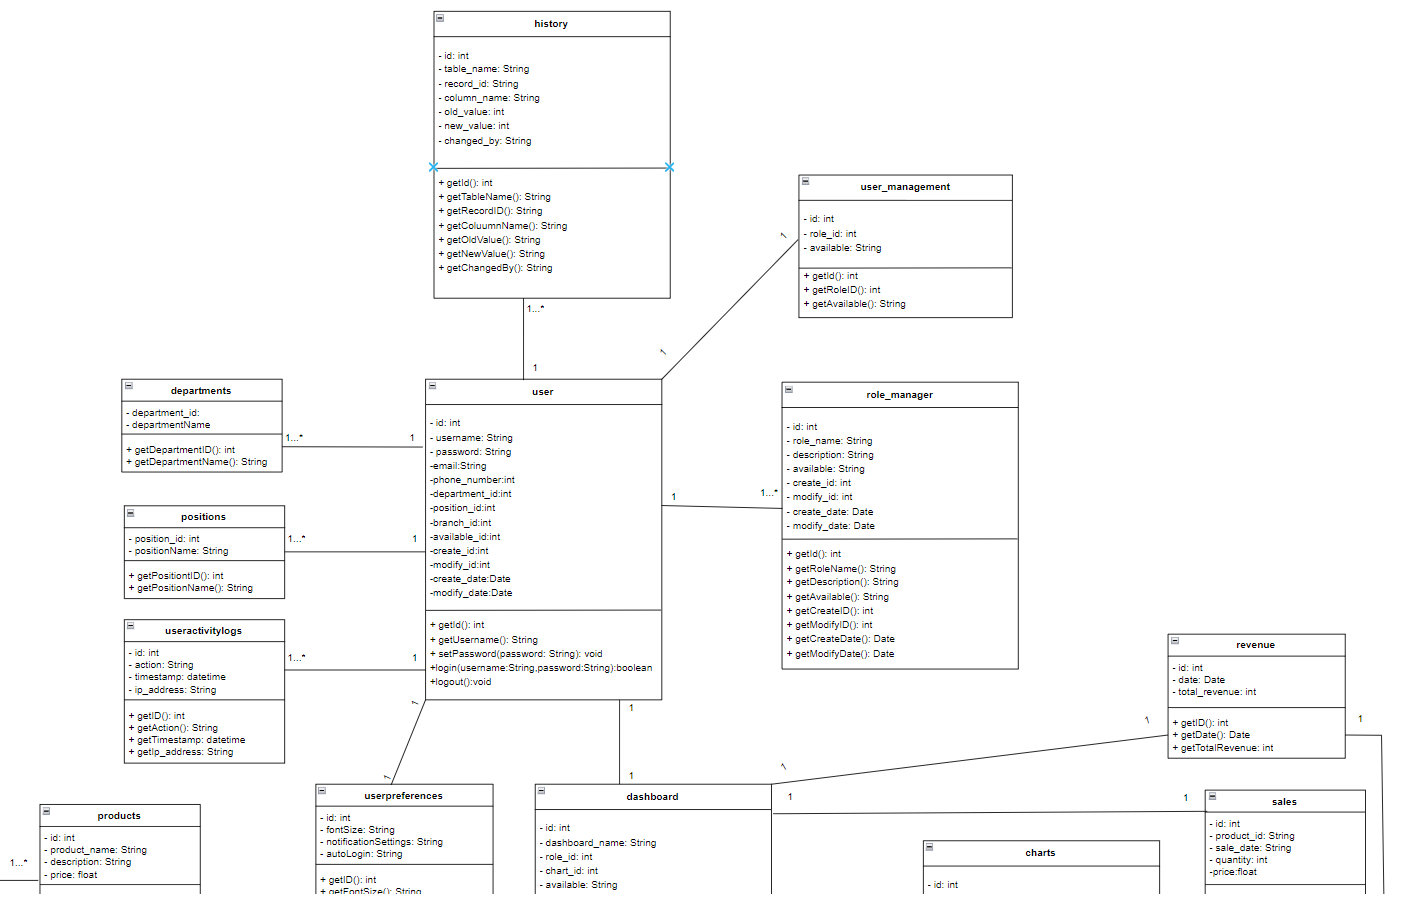 history
- id: int
- table_name: String
- record_id: String
- column_name: String
- old_value: int
- new_value: int
- changed_by: String
+ getId(): int
+ getTableName(): String
+ getRecordID(): String
+ getColuumnName(): String
+ getOldValue(): String
+ getNewValue(): String
+ getChangedBy(): String
1...*
1
user_management
- id: int
- role_id: int
- available: String
+ getId(): int
+ getRoleID(): int
+ getAvailable(): String
1
1
departments
- department_id:
- departmentName
+ getDepartmentID(): int
+ getDepartmentName(): String
1...*
1
user
- id: int
- username: String
- password: String
-email:String
-phone_number:int
-department_id:int
-position_id:int
-branch_id:int
-available_id:int
-create_id:int
-modify_id:int
-create_date:Date
-modify_date:Date
+ getId(): int
+ getUsername(): String
+ setPassword(password: String): void
+login(username:String,password:String):boolean
+logout():void
1
1...*
role_manager
- id: int
- role_name: String
- description: String
- available: String
- create_id: int
- modify_id: int
- create_date: Date
- modify_date: Date
+ getId(): int
+ getRoleName(): String
+ getDescription(): String
+ getAvailable(): String
+ getCreateID(): int
+ getModifyID(): int
+ getCreateDate(): Date
+ getModifyDate(): Date
positions
- position_id: int
- positionName: String
+ getPositiontID(): int
+ getPositionName(): String
1...*
1
useractivitylogs
- id: int
- action: String
- timestamp: datetime
- ip_address: String
+ getID(): int
+ getAction(): String
+ getTimestamp: datetime
+ getIp_address: String
1...*
1
1
1
1
1
revenue
- id: int
- date: Date
- total_revenue: int
+ getID(): int
+ getDate(): Date
+ getTotalRevenue: int
1
1
1
1
1
products
- id: int
- product_name: String
- description: String
- price: float
1...*
userpreferences
- id: int
- fontSize: String
- notificationSettings: String
- autoLogin: String
+ getID(): int
+ getFontSize(): String
dashboard
- id: int
- dashboard_name: String
- role_id: int
- chart_id: int
- available: String
charts
- id: int
sales
- id: int
- product_id: String
- sale_date: String
- quantity: int
-price:float